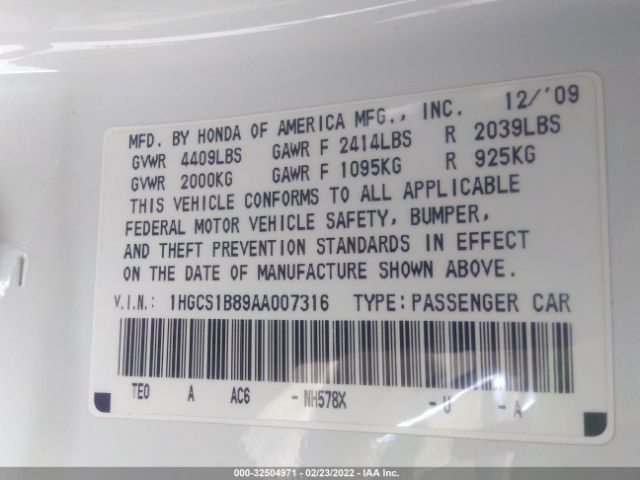 12/'09
MFD. BY HONDA OF AMERICA MFG., INC.
GVWR 4409LBS GAWR F 2414LBS R 2039LBS
GVWR 2000KG GAWR F 1095KG R 925KG
THIS VEHICLE CONFORMS TO ALL APPLICABLE
FEDERAL MOTOR VEHICLE SAFETY, BUMPER,
AND THEFT PREVENTION STANDARDS IN EFFECT
ON THE DATE OF MANUFACTURE SHOWN ABOVE.
V.I.N.: 1HGCS1B89AA007316 TYPE:PASSENGER CAR
TE0 A AC6 - NH578X - U - A
000-32504971 - 02/23/2022 - IAA Inc.